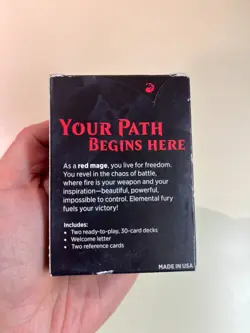 YOUR PATH
BEGINS HERE
As a red mage, you live for freedom.
You revel in the chaos of battle,
where fire is your weapon and your
inspiration—beautiful, powerful,
impossible to control. Elemental fury
fuels your victory!
Includes:
• Two ready-to-play, 30-card decks
• Welcome letter
• Two reference cards
MADE IN USA